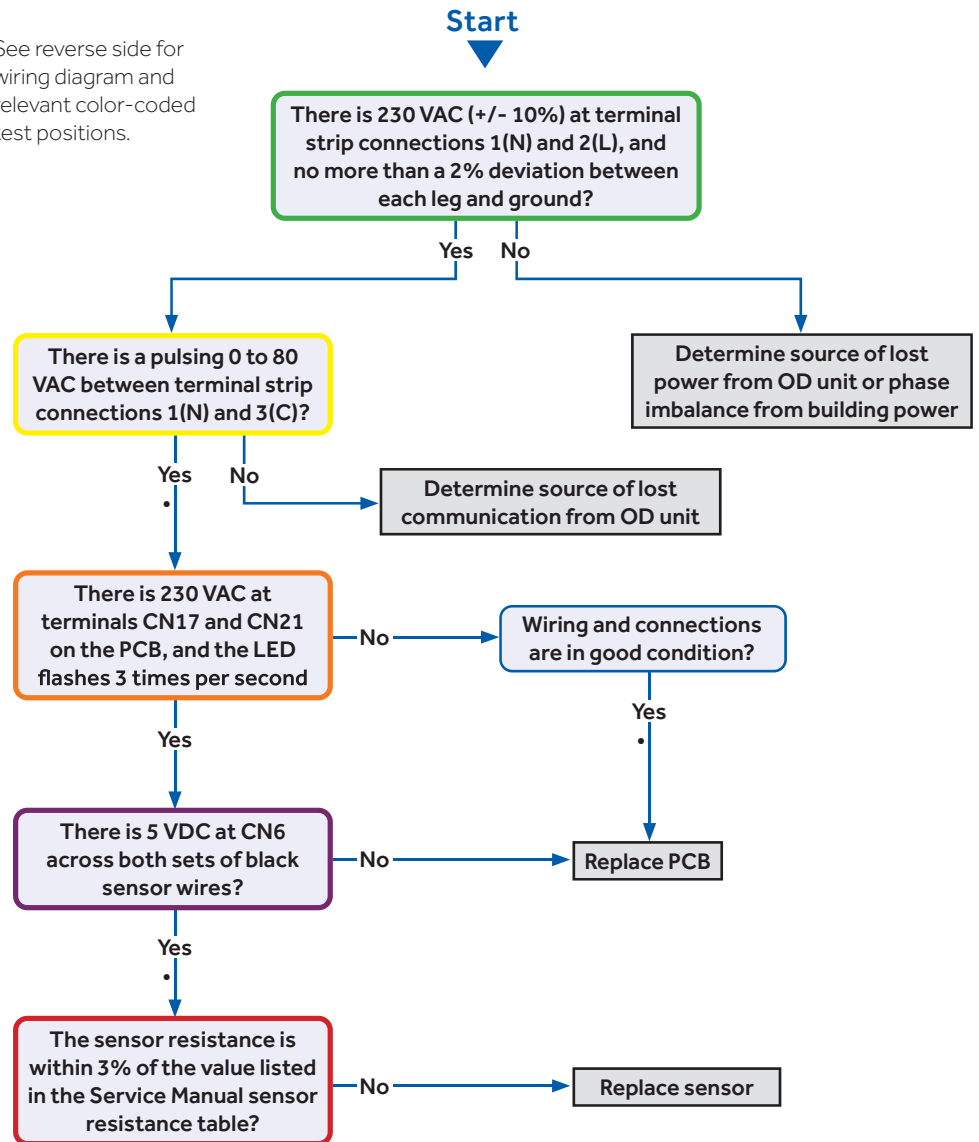 Start
See reverse side for
wiring diagram and
relevant color-coded
test positions.
There is 230 VAC (+/- 10%) at terminal
strip connections 1(N) and 2(L), and
no more than a 2% deviation between
each leg and ground?
Yes
No
There is a pulsing 0 to 80
VAC between terminal strip
connections 1(N) and 3(C)?
Determine source of lost
power from OD unit or phase
imbalance from building power
Yes
No
Determine source of lost
communication from OD unit
There is 230 VAC at
terminals CN17 and CN21
on the PCB, and the LED
flashes 3 times per second
No
Wiring and connections
are in good condition?
Yes
Yes
There is 5 VDC at CN6
across both sets of black
sensor wires?
No
Replace PCB
Yes
The sensor resistance is
within 3% of the value listed
in the Service Manual sensor
resistance table?
No
Replace sensor